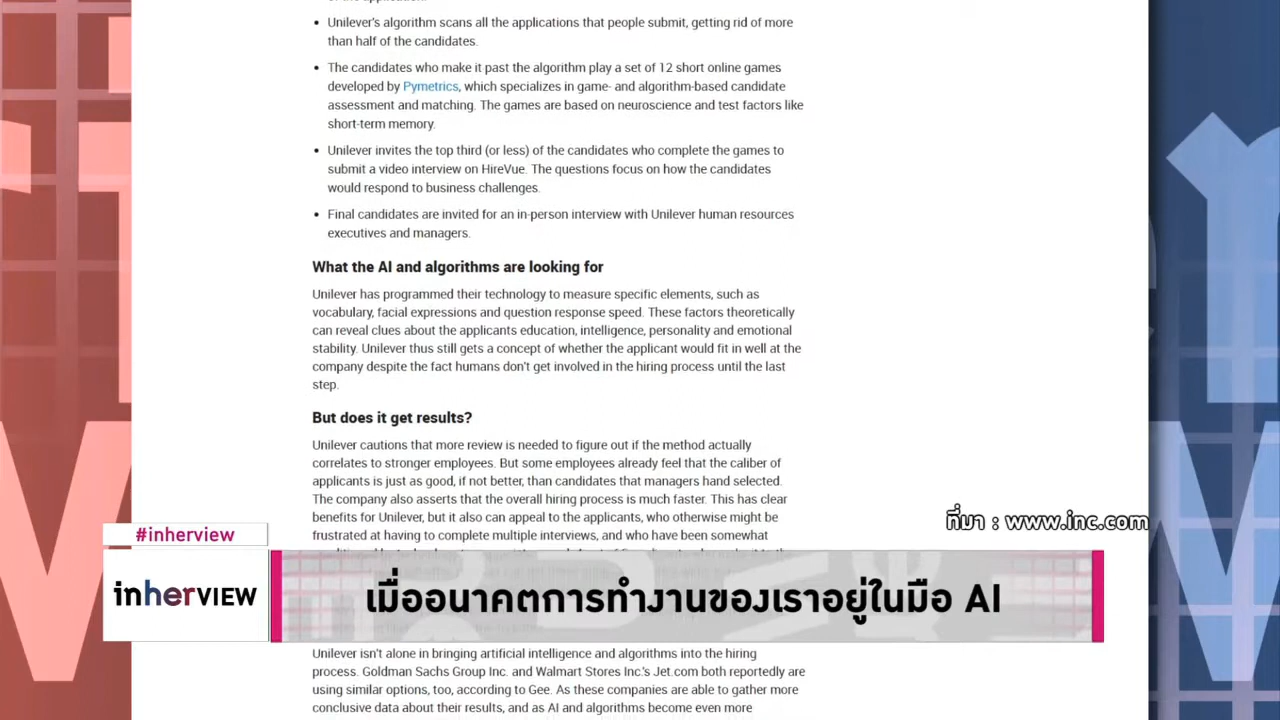 Unilever's algorithm scans all the applications that people submit, getting rid of more
than half of the candidates.
The candidates who make it past the algorithm play a set of 12 short online games
developed by Pymetrics, which specializes in game- and algorithm-based candidate
assessment and matching. The games are based on neuroscience and test factors like
short-term memory.
Unilever invites the top third (or less) of the candidates who complete the games to
submit a video interview on HireVue. The questions focus on how the candidates
would respond to business challenges.
Final candidates are invited for an in-person interview with Unilever human resources
executives and managers.
What the AI and algorithms are looking for
Unilever has programmed their technology to measure specific elements, such as
vocabulary, facial expressions and question response speed. These factors theoretically
can reveal clues about the applicants education, intelligence, personality and emotional
stability. Unilever thus still gets a concept of whether the applicant would fit in well at the
company despite the fact humans don't get involved in the hiring process until the last
step.
But does it get results?
Unilever cautions that more review is needed to figure out if the method actually
correlates to stronger employees. But some employees already feel that the caliber of
applicants is just as good, if not better, than candidates that managers hand selected.
The company also asserts that the overall hiring process is much faster. This has clear
benefits for Unilever, but it also can appeal to the applicants, who otherwise might be
frustrated at having to complete multiple interviews, and who have been somewhat
ที่มา : www.inc.com
#inherview
inherVIEW
เมื่ออนาคตการทำงานของเราอยู่ในมือ AI
Unilever isn't alone in bringing artificial intelligence and algorithms into the hiring
process. Goldman Sachs Group Inc. and Walmart Stores Inc.'s Jet.com both reportedly are
using similar options, too, according to Gee. As these companies are able to gather more
conclusive data about their results, and as AI and algorithms become even more